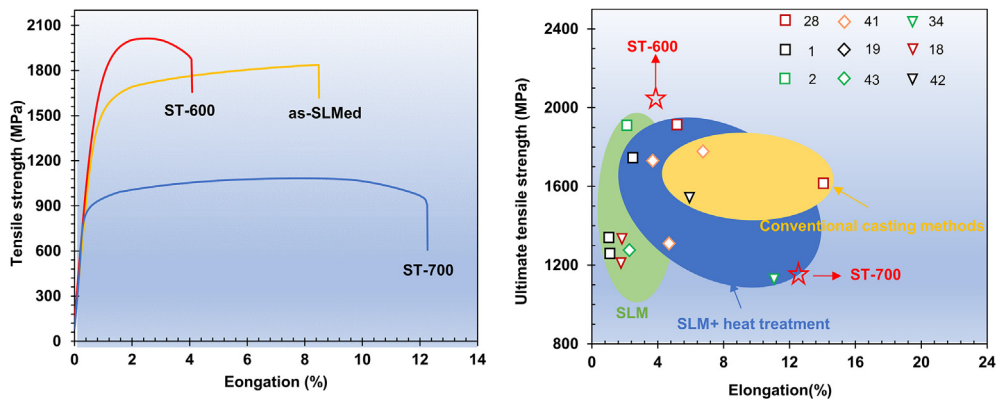 2100
1800
1500
1200
900
600
300
0
Tensile strength (MPa)
ST-600
as-SLMed
ST-700
0 2 4 6 8 10 12 14
Eongation (%)
2400
2000
1600
1200
800
Ultimate tensile strength (MPa)
28 41 34
1 19 18
2 43 42
ST-600
Conventional casting methods
ST-700
SLM
SLM+ heat treatment
0 4 8 12 16 20 24
Elongation(%)